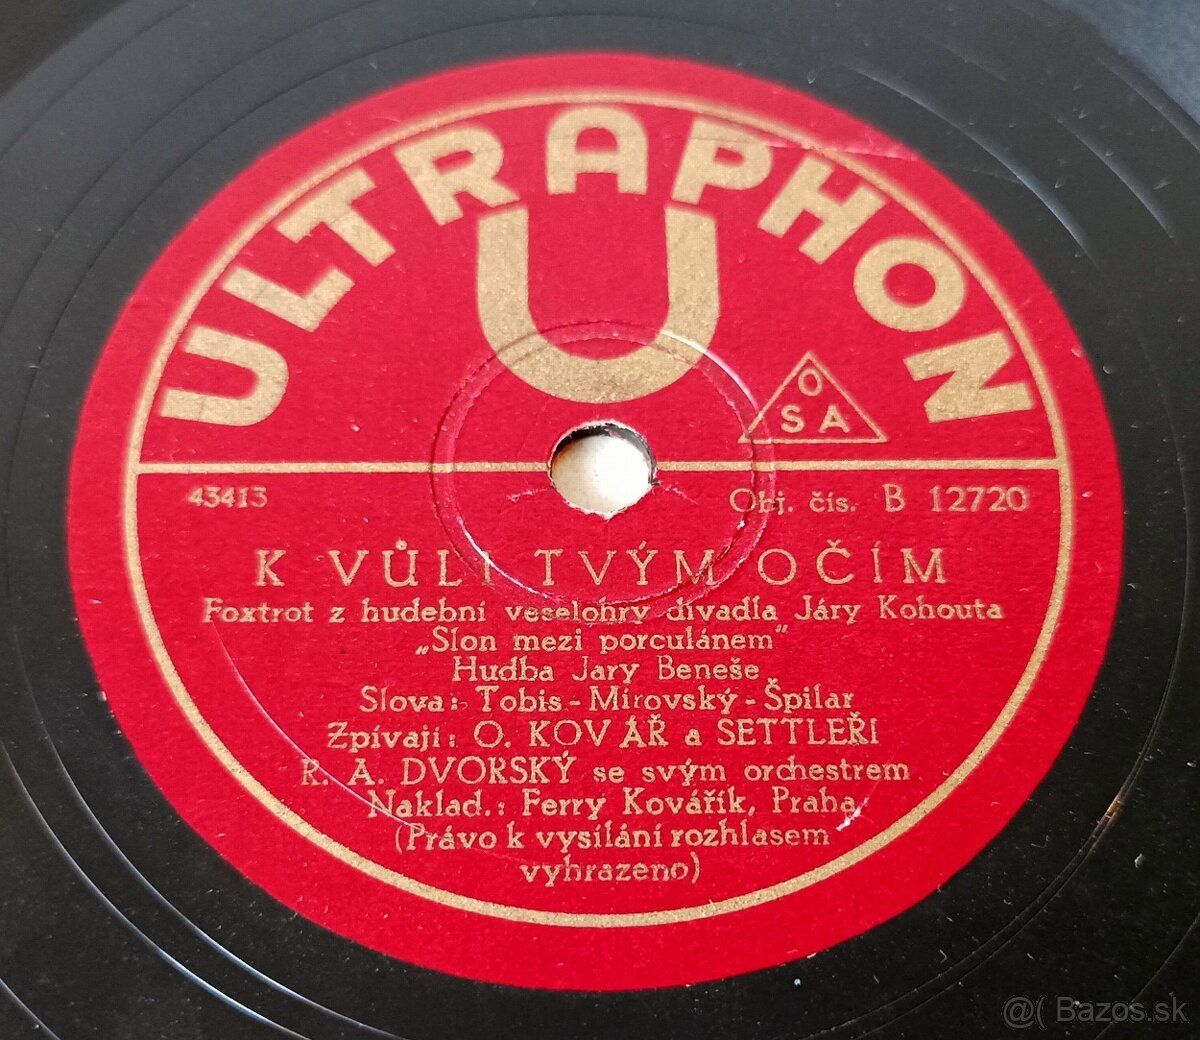 ULTRAPHON
U
O
S A
43413
Obj. čís. B 12720
K VŮLI TVÝM OČÍM
Foxtrot z hudební veselohry divadla Járy Kohouta
„Slon mezi porculánem"
Hudba Jary Beneše
Slova: Tobis - Mírovský - Špilar
Zpívají: O. KOVÁŘ a SETTLEŘI
R. A. DVORSKÝ se svým orchestrem
Naklad.: Ferry Kovářík, Praha
(Právo k vysílání rozhlasem
vyhrazeno)
@( Bazos.sk